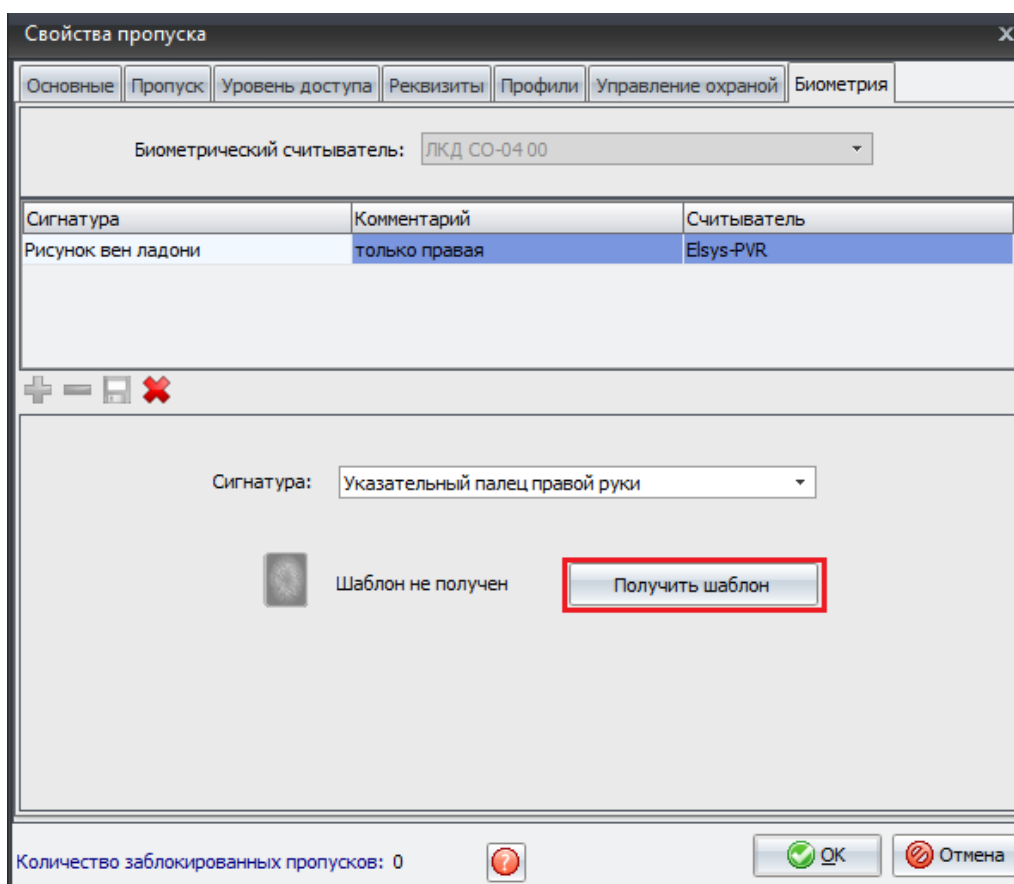 Свойства пропуска
Основные Пропуск Уровень доступа Реквизиты Профили Управление охраной Биометрия
Биометрический считыватель: ЛКД СО-04 00
Сигнатура Комментарий Считыватель
Рисунок вен ладони только правая Elsys-PVR
Сигнатура: Указательный палец правой руки
Шаблон не получен Получить шаблон
Количество заблокированных пропусков: 0 OK Отмена